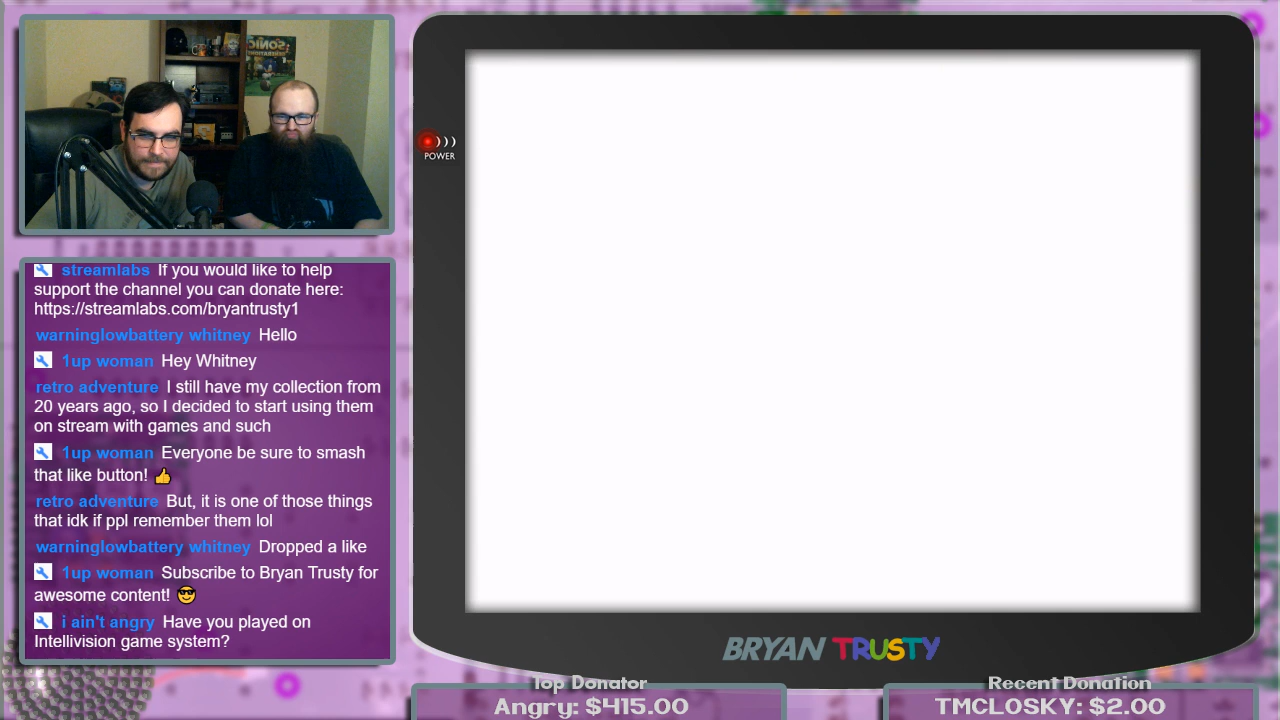 POWER
streamlabs If you would like to help
support the channel you can donate here:
https://streamlabs.com/bryantrusty1
warninglowbattery whitney Hello
1up woman Hey Whitney
retro adventure I still have my collection from
20 years ago, so I decided to start using them
on stream with games and such
1up woman Everyone be sure to smash
that like button! 👍
retro adventure But, it is one of those things
that idk if ppl remember them lol
warninglowbattery whitney Dropped a like
1up woman Subscribe to Bryan Trusty for
awesome content! 😎
i ain't angry Have you played on
Intellivision game system?
BRYAN TRUSTY
Top Donator
Angry: $415.00
Recent Donation
TMCLOSKY: $2.00